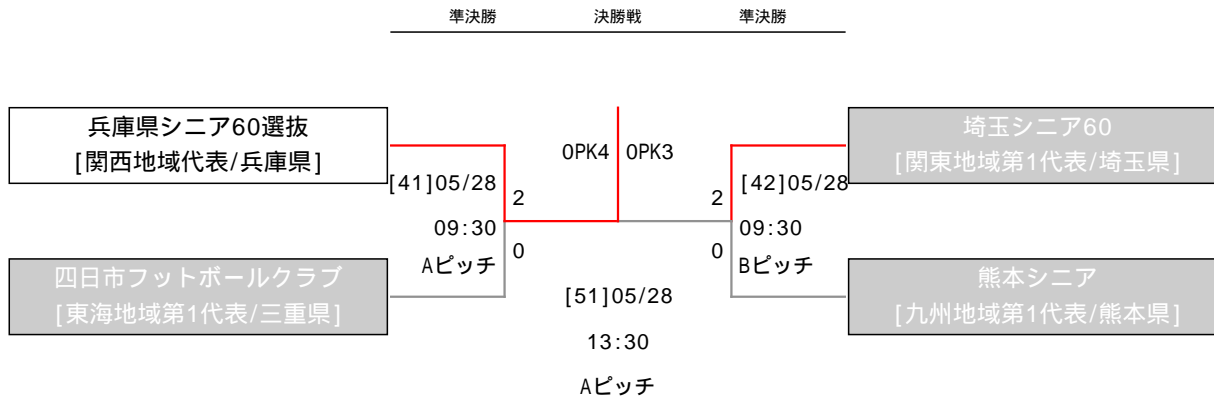 準決勝 決勝戦 準決勝
兵庫県シニア60選抜
[関西地域代表/兵庫県]
埼玉シニア60
[関東地域第1代表/埼玉県]
0PK4 0PK3
[41]05/28
2
09:30
0
Aピッチ
2
[42]05/28
09:30
0
Bピッチ
四日市フットボールクラブ
[東海地域第1代表/三重県]
熊本シニア
[九州地域第1代表/熊本県]
[51]05/28
13:30
Aピッチ